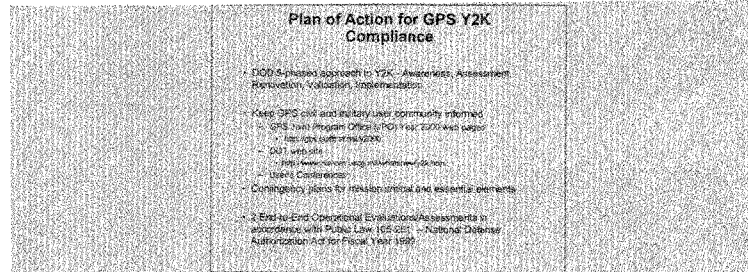 Plan of Action for GPS Y2K
Compliance
- DOD 5-phased approach to Y2K - Awareness, Assessment,
Renovation, Validation, Implementation
- Keep GPS civil and military user community informed
- GPS Joint Program Office (JPO) Year 2000 web pages
- DOT web site
- User's Conferences
- Contingency plans for mission critical and essential elements
- 2 End-to-End Operational Evaluations/Assessments in
accordance with Public Law - National Defense
Authorization Act for Fiscal Year 1999